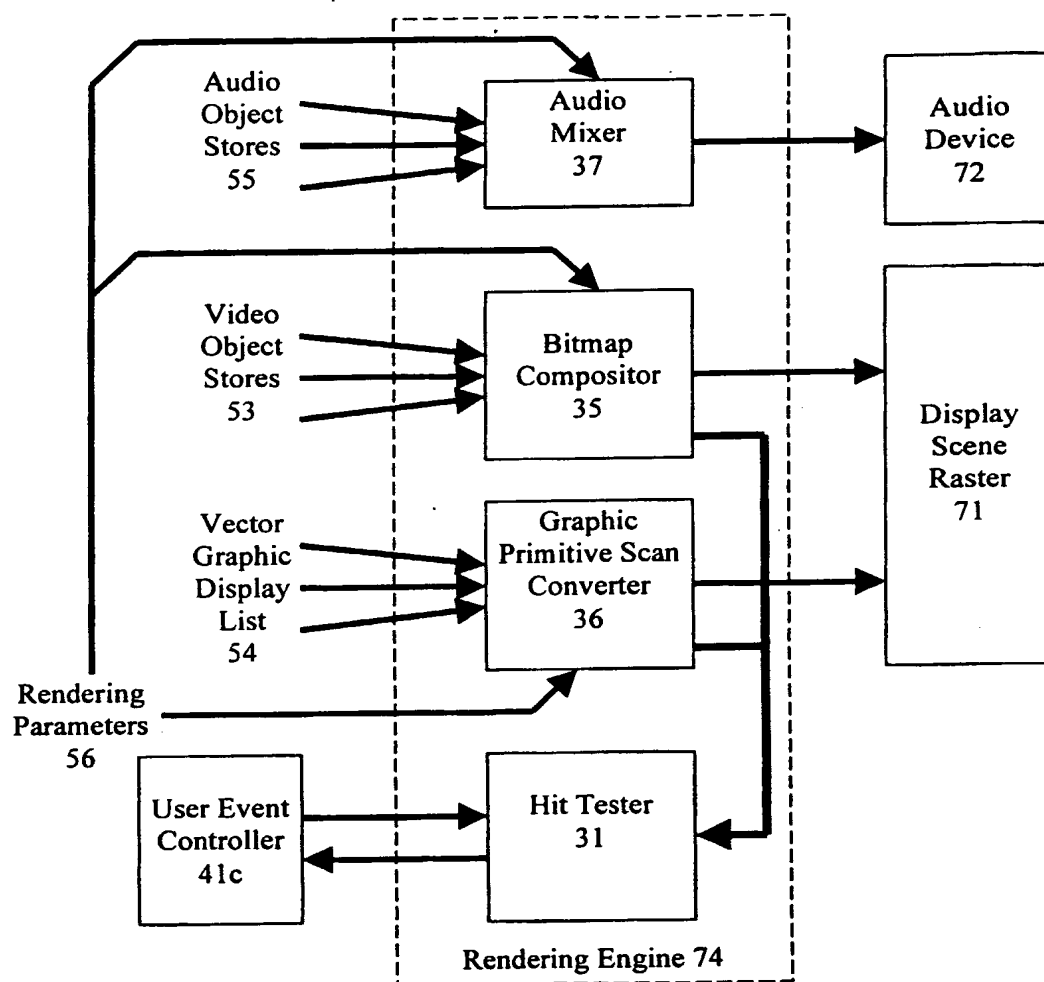 Audio
Object
Stores
55
Audio
Mixer
37
Audio
Device
72
Video
Object
Stores
53
Bitmap
Compositor
35
Display
Scene
Raster
71
Vector
Graphic
Display
List
54
Graphic
Primitive Scan
Converter
36
Rendering
Parameters
56
User Event
Controller
41c
Hit Tester
31
Rendering Engine 74